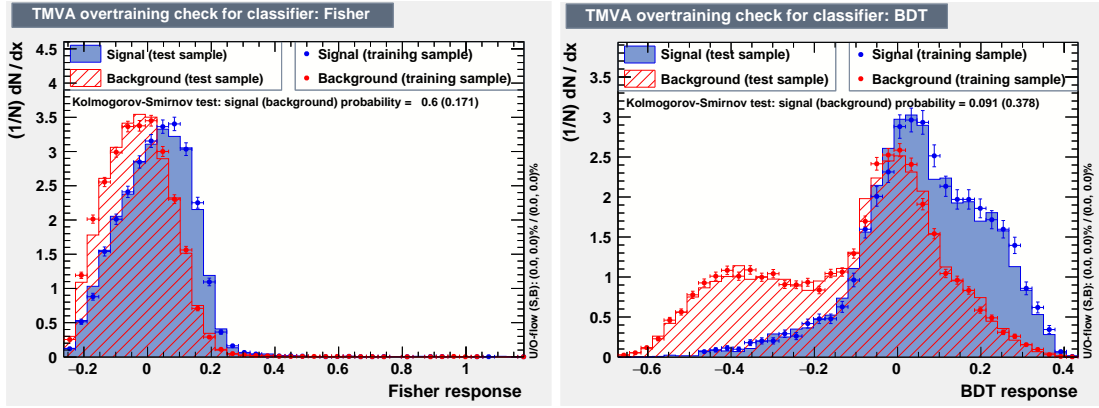 TMVA overtraining check for classifier: Fisher
(1/N) dN / dx
4.5
4
3.5
3
2.5
2
1.5
1
0.5
0
Signal (test sample)
Background (test sample)
Signal (training sample)
Background (training sample)
Kolmogorov-Smirnov test: signal (background) probability = 0.6 (0.171)
−0.2 0 0.2 0.4 0.6 0.8 1
Fisher response
U/O-flow (S,B): (0.0, 0.0)% / (0.0, 0.0)%
TMVA overtraining check for classifier: BDT
(1/N) dN / dx
3.5
3
2.5
2
1.5
1
0.5
0
Signal (test sample)
Background (test sample)
Signal (training sample)
Background (training sample)
Kolmogorov-Smirnov test: signal (background) probability = 0.091 (0.378)
−0.6 −0.4 −0.2 0 0.2 0.4
BDT response
U/O-flow (S,B): (0.0, 0.0)% / (0.0, 0.0)%